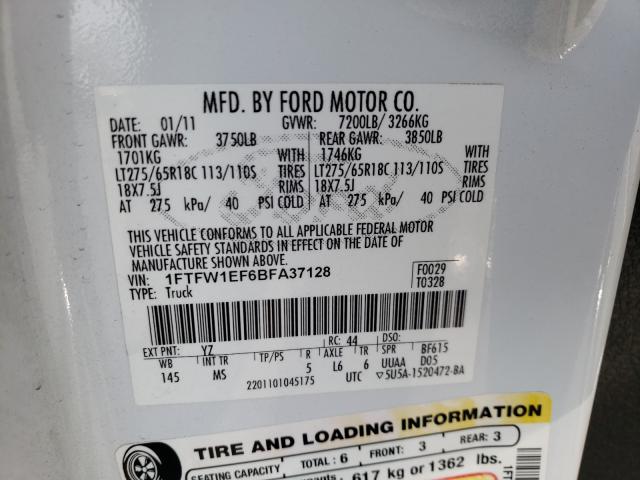 MFD. BY FORD MOTOR CO.
DATE: 01/11 GVWR: 7200LB/ 3266KG
FRONT GAWR: 3750LB REAR GAWR: 3850LB
1701KG WITH 1746KG WITH
LT275/65R18C 113/110S TIRES LT275/65R18C 113/110S TIRES
18X7.5J RIMS 18X7.5J RIMS
AT 275 kPa/ 40 PSI COLD AT 275 kPa/ 40 PSI COLD
THIS VEHICLE CONFORMS TO ALL APPLICABLE FEDERAL MOTOR
VEHICLE SAFETY STANDARDS IN EFFECT ON THE DATE OF
MANUFACTURE SHOWN ABOVE.
VIN: 1FTFW1EF6BFA37128 F0029
TYPE: Truck T0328
EXT PNT: YZ RC: 44 DSO:
WB INT TR TP/PS R AXLE TR SPR BF615
145 MS 5 L6 6 UUAA D05
2201101045175 UTC ▽5U5A-1520472-BA
TIRE AND LOADING INFORMATION
SEATING CAPACITY TOTAL: 6 FRONT: 3 REAR: 3
617 kg or 1362 lbs.